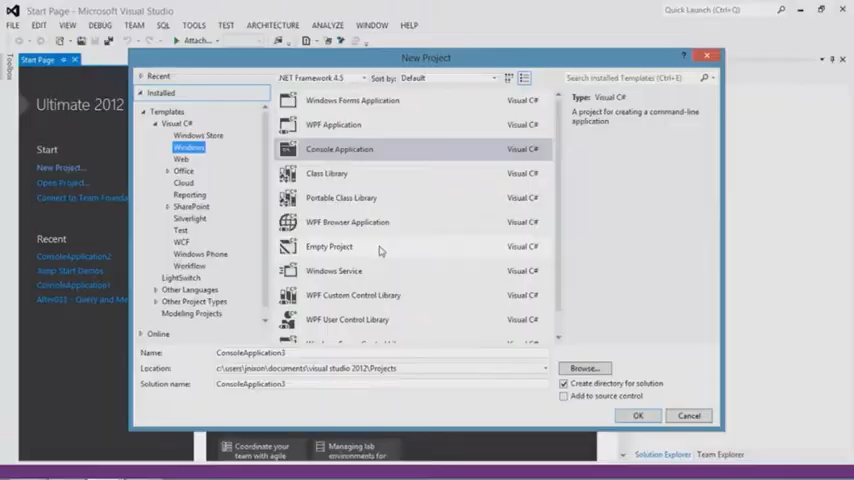 Start Page - Microsoft Visual Studio
Quick Launch (Ctrl+Q)
FILE EDIT VIEW DEBUG TEAM SQL TOOLS TEST ARCHITECTURE ANALYZE WINDOW HELP
Attach...
Toolbox
Start Page
New Project
?
Recent
.NET Framework 4.5
Sort by: Default
Search Installed Templates (Ctrl+E)
Installed
Templates
Visual C#
Windows Store
Windows
Web
Office
Cloud
Reporting
SharePoint
Silverlight
Test
WCF
Windows Phone
Workflow
LightSwitch
Other Languages
Other Project Types
Modeling Projects
Online
Windows Forms Application Visual C#
WPF Application Visual C#
Console Application Visual C#
Class Library Visual C#
Portable Class Library Visual C#
WPF Browser Application Visual C#
Empty Project Visual C#
Windows Service Visual C#
WPF Custom Control Library Visual C#
WPF User Control Library Visual C#
Type: Visual C#
A project for creating a command-line
application
Name: ConsoleApplication3
Location: c:\users\jnixon\documents\visual studio 2012\Projects
Browse...
Solution name: ConsoleApplication3
Create directory for solution
Add to source control
OK Cancel
Ultimate 2012
Start
New Project...
Open Project...
Connect to Team Founda
Recent
ConsoleApplication2
Jump Start Demos
ConsoleApplication1
Coordinate your
team with agile
Managing lab
environments for
Solution Explorer Team Explorer